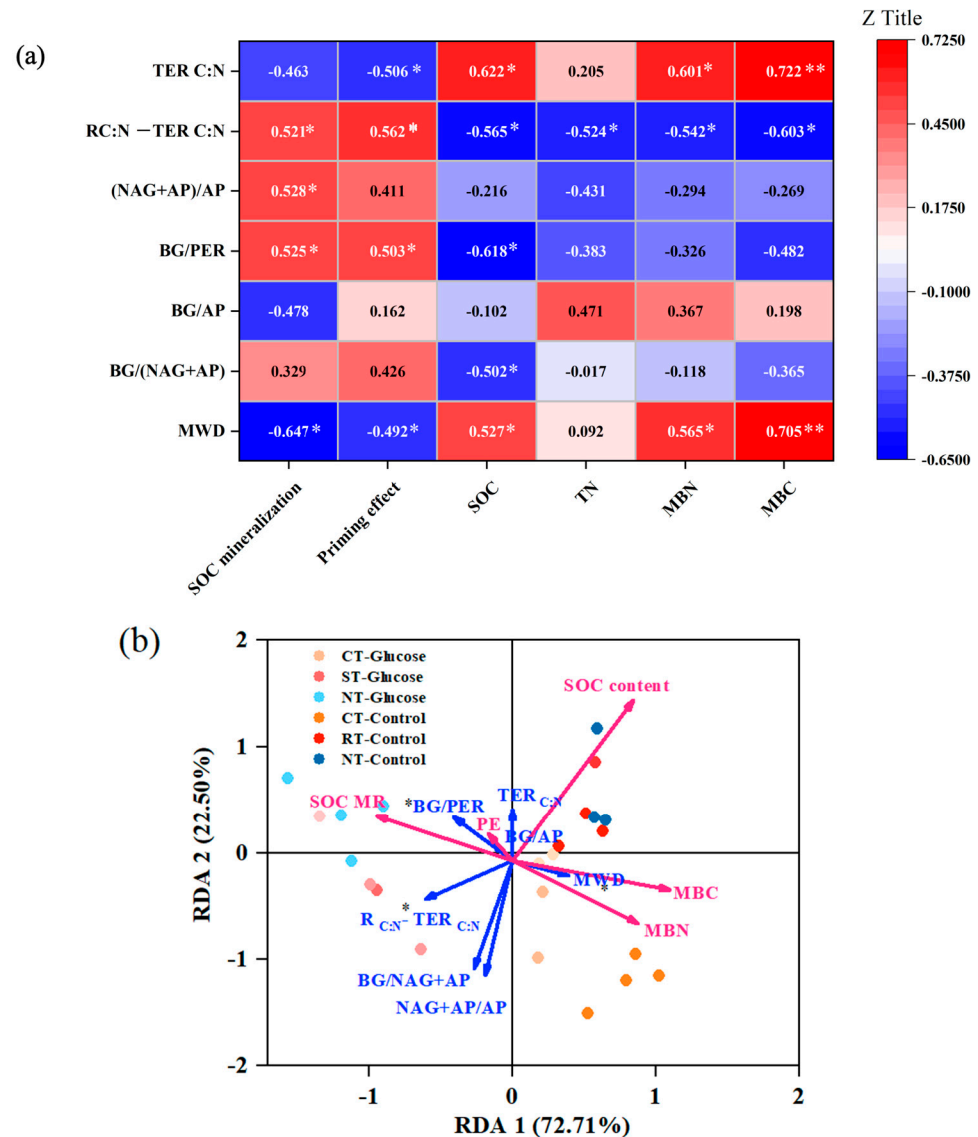 Z Title
(a)
TER C:N -0.463 -0.506 * 0.622 * 0.205 0.601 * 0.722 **
RC:N －TER C:N 0.521* 0.562 * -0.565 * -0.524 * -0.542 * -0.603 *
(NAG+AP)/AP 0.528* 0.411 -0.216 -0.431 -0.294 -0.269
BG/PER 0.525 * 0.503 * -0.618 * -0.383 -0.326 -0.482
BG/AP -0.478 0.162 -0.102 0.471 0.367 0.198
BG/(NAG+AP) 0.329 0.426 -0.502 * -0.017 -0.118 -0.365
MWD -0.647 * -0.492 * 0.527 * 0.092 0.565 * 0.705 **
SOC mineralization Priming effect SOC TN MBN MBC
0.7250
0.4500
0.1750
-0.1000
-0.3750
-0.6500
(b)
2
1
0
-1
-2
RDA 2 (22.50%)
CT-Glucose
ST-Glucose
NT-Glucose
CT-Control
RT-Control
NT-Control
SOC content
SOC MR
*BG/PER
TER C:N
PE
BG/AP
MWD
*
MBC
MBN
*
R C:N- TER C:N
BG/NAG+AP
NAG+AP/AP
-1 0 1 2
RDA 1 (72.71%)